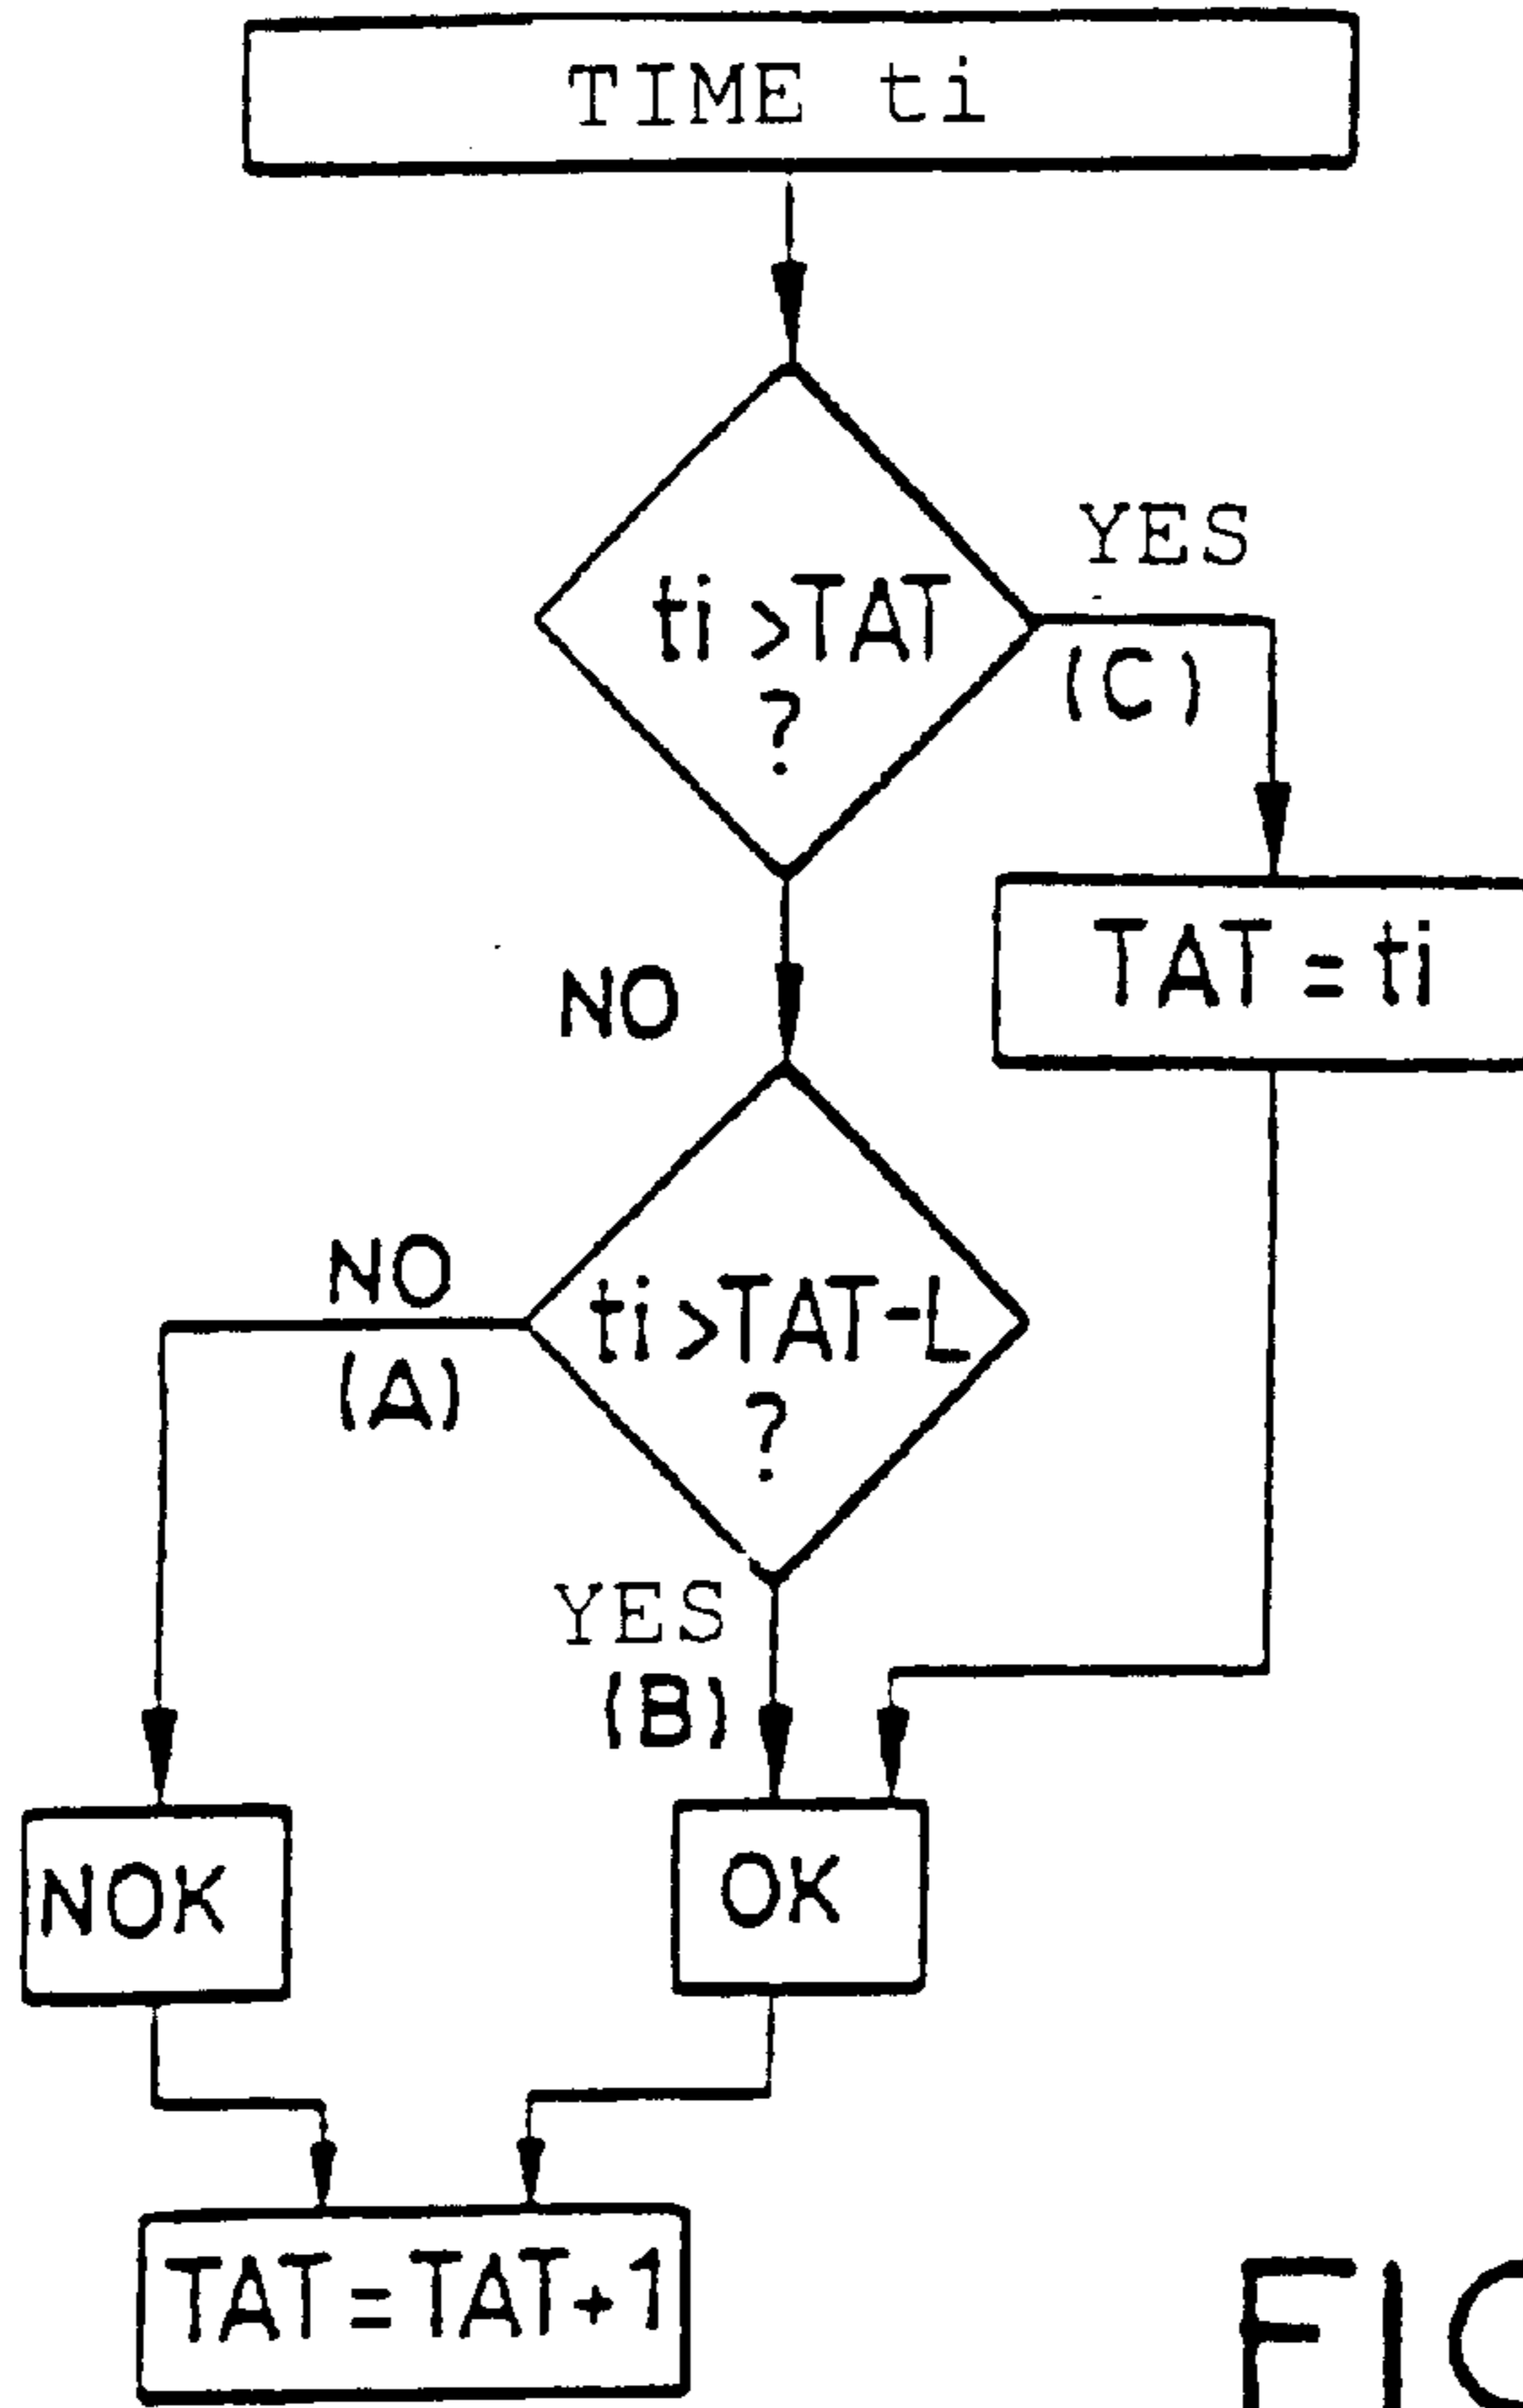 TIME ti
ti >TAT
?
YES
(C)
TAT = ti
NO
ti>TAT-L
?
NO
(A)
YES
(B)
NOK
OK
TAT=TAT+1